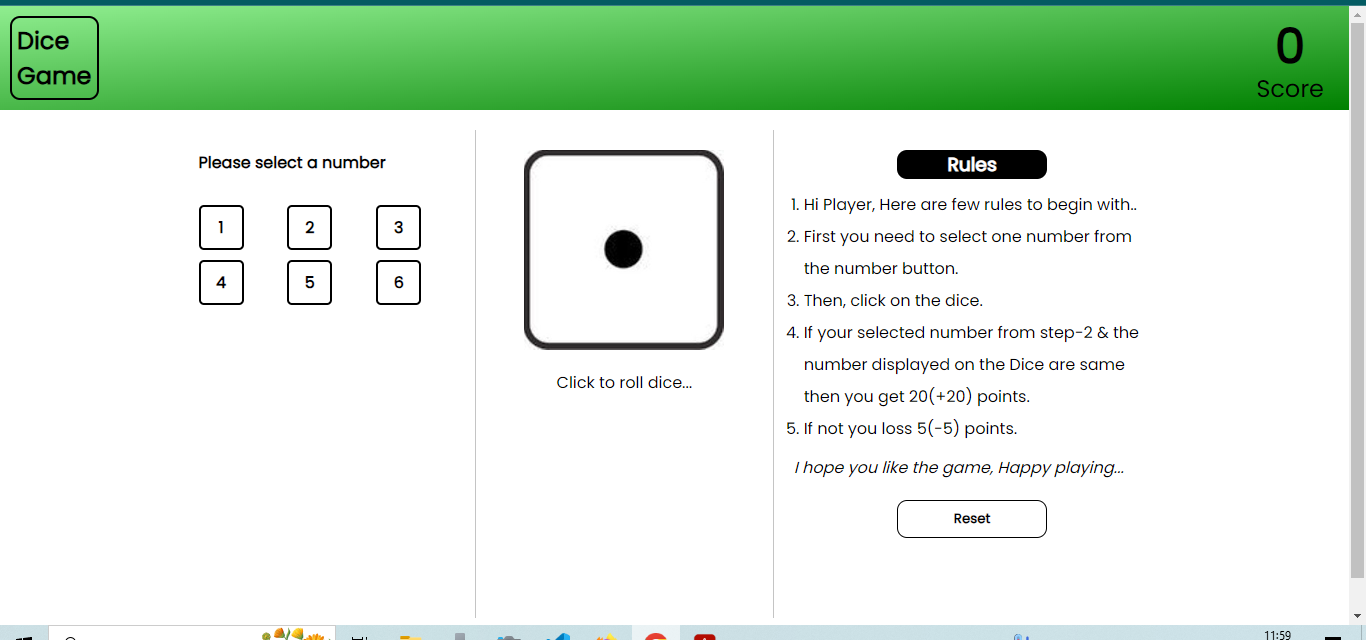 Dice
Game
0
Score
Please select a number
1 2 3
4 5 6
Click to roll dice...
Rules
1. Hi Player, Here are few rules to begin with..
2. First you need to select one number from
the number button.
3. Then, click on the dice.
4. If your selected number from step-2 & the
number displayed on the Dice are same
then you get 20(+20) points.
5. If not you loss 5(-5) points.
I hope you like the game, Happy playing...
Reset
11:59